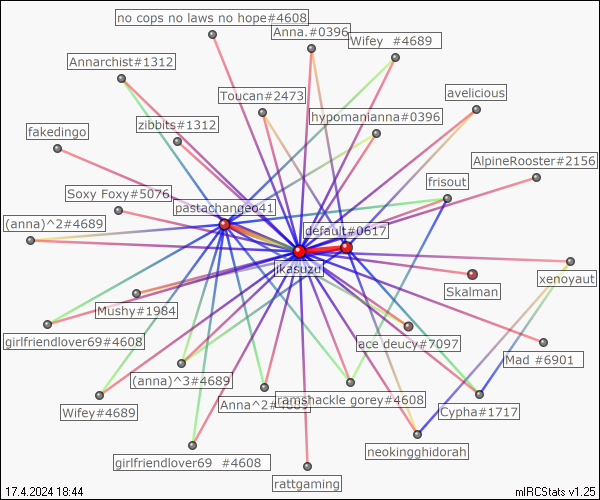 no cops no laws no hope#4608
Anna.#0396
Wifey  #4689
Annarchist#1312
Toucan#2473
avelicious
hypomanianna#0396
zibbits#1312
fakedingo
AlpineRooster#2156
frisout
Soxy Foxy#5076
pastachangeo41
(anna)^2#4689
default#0617
ikasuzu
Skalman
xenoyaut
Mushy#1984
girlfriendlover69#4608
ace deucy#7097
Mad #6901
(anna)^3#4689
Anna^2#4689
ramshackle gorey#4608
Wifey#4689
Cypha#1717
neokingghidorah
girlfriendlover69  #4608
rattgaming
17.4.2024 18:44
mIRCStats v1.25